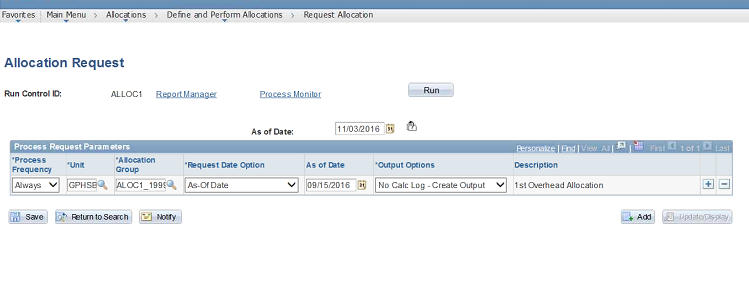 Favorites Main Menu > Allocations > Define and Perform Allocations > Request Allocation
Allocation Request
Run Control ID: ALLOC1 Report Manager Process Monitor Run
As of Date: 11/03/2016
Process Request Parameters Personalize | Find | View All | First 1 of 1 Last
*Process Frequency *Unit *Allocation Group *Request Date Option As of Date *Output Options Description
Always GPHSE ALOC1_1999 As-Of Date 09/15/2016 No Calc Log - Create Output 1st Overhead Allocation
Save Return to Search Notify Add Update/Display